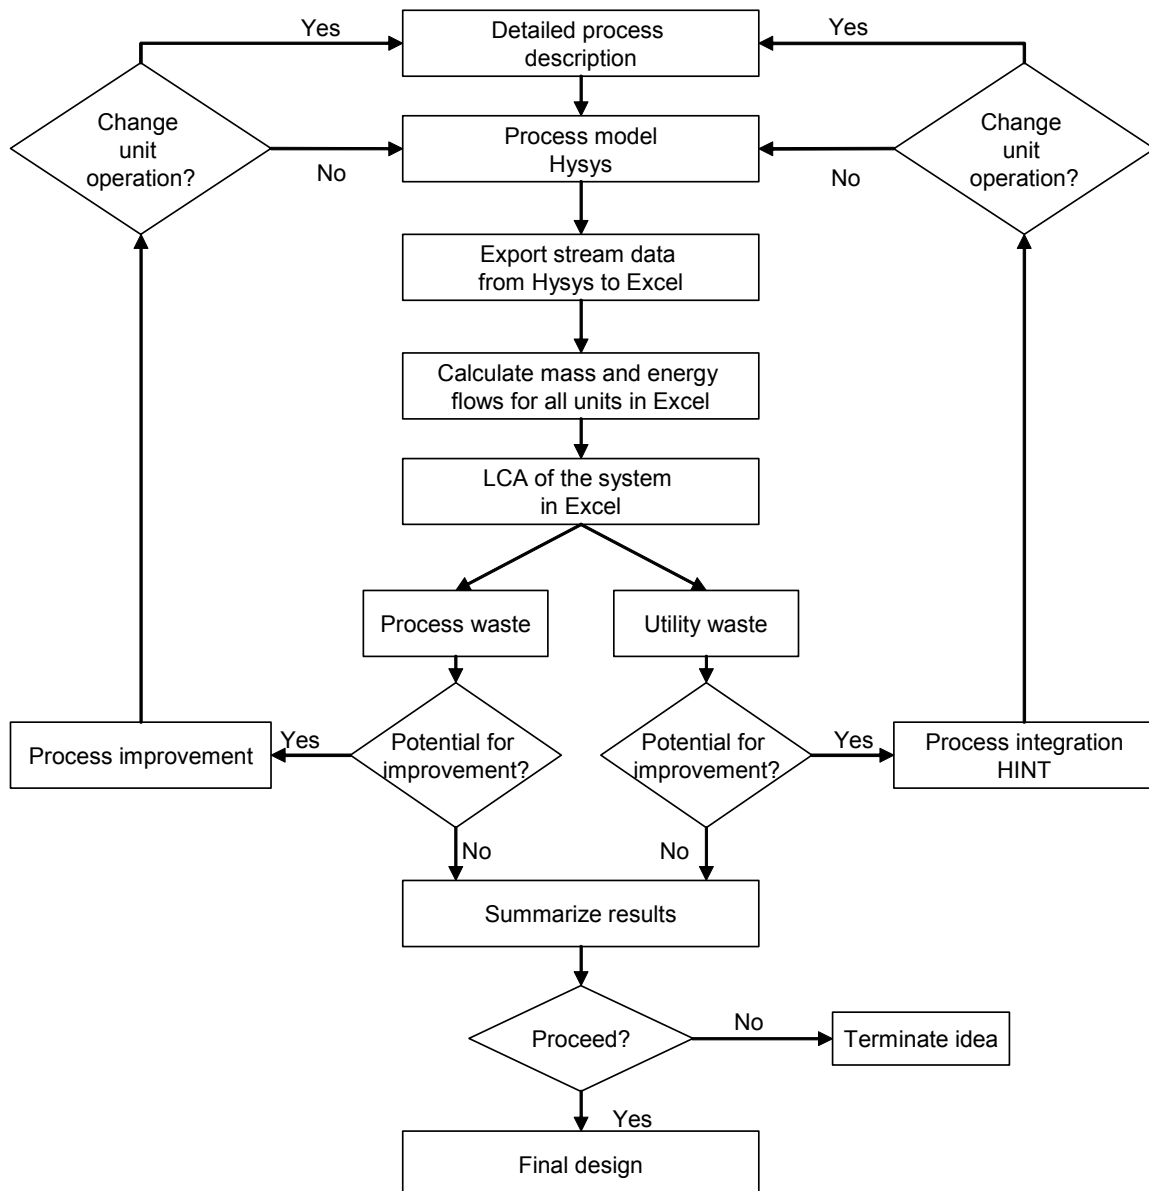 Yes
Detailed process
description
Yes
Change
unit
operation?
No
Process model
Hysys
No
Change
unit
operation?
Export stream data
from Hysys to Excel
Calculate mass and energy
flows for all units in Excel
LCA of the system
in Excel
Process waste
Utility waste
Process improvement
Yes
Potential for
improvement?
Potential for
improvement?
Yes
Process integration
HINT
No
No
Summarize results
Proceed?
No
Terminate idea
Yes
Final design